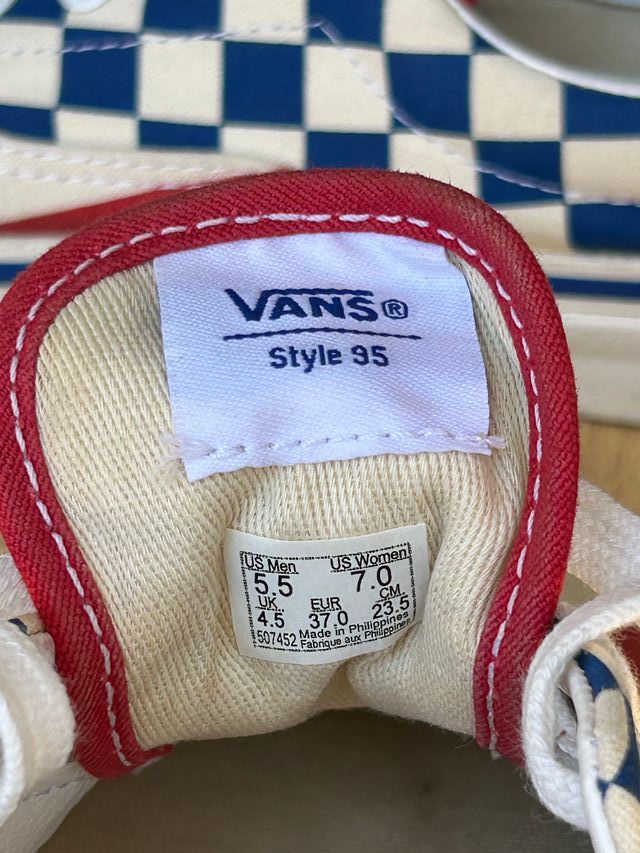 VANS®
Style 95
US Men US Women
5.5 7.0
UK EUR CM
4.5 37.0 23.5
507452 Made in Philippines
Fabrique aux Philippines